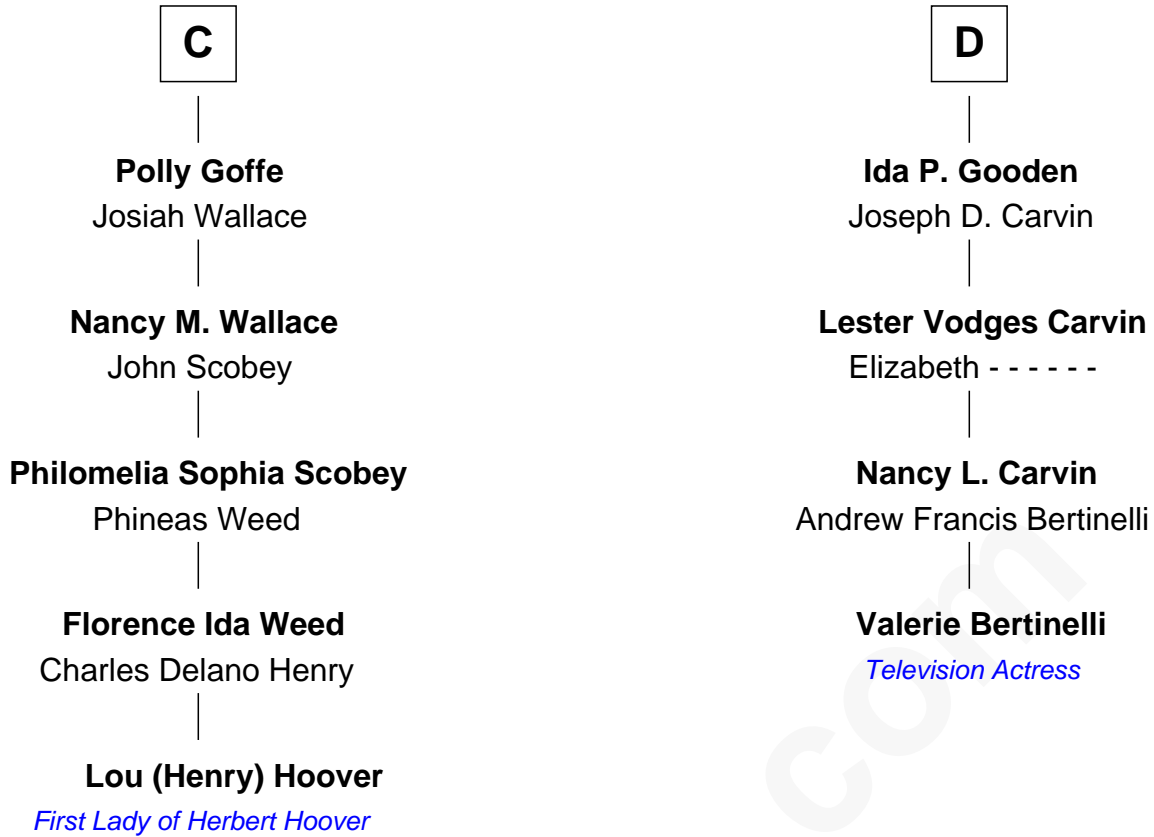 C
Polly Goffe
Josiah Wallace
Nancy M. Wallace
John Scobey
Philomelia Sophia Scobey
Phineas Weed
Florence Ida Weed
Charles Delano Henry
Lou (Henry) Hoover
First Lady of Herbert Hoover
D
Ida P. Gooden
Joseph D. Carvin
Lester Vodges Carvin
Elizabeth - - - - - -
Nancy L. Carvin
Andrew Francis Bertinelli
Valerie Bertinelli
Television Actress
com